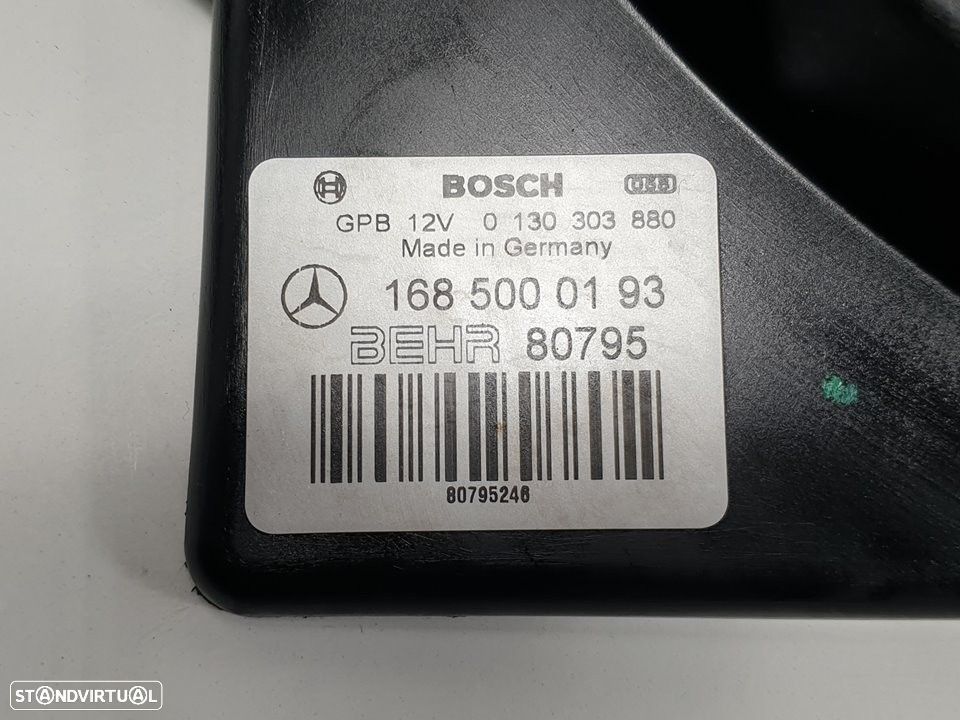 BOSCH
GPB 12V 0 130 303 880
Made in Germany
168 500 01 93
BEHR 80795
80795246
STANDVIRTUAL